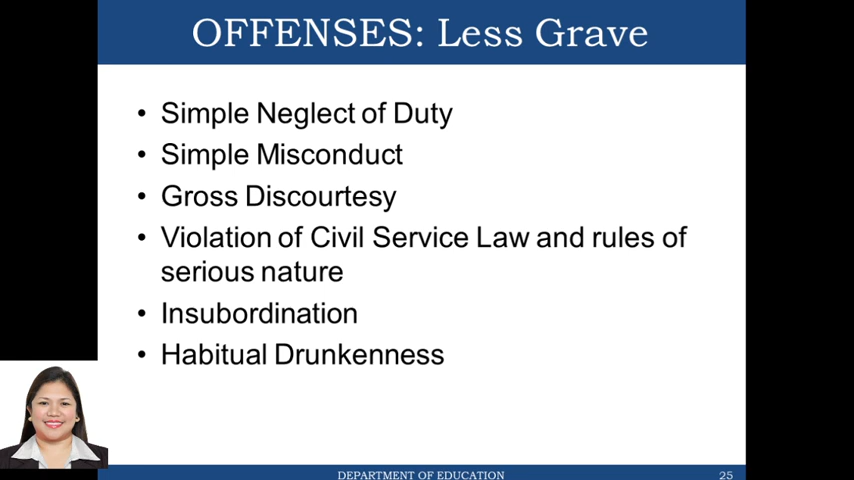 OFFENSES: Less Grave
• Simple Neglect of Duty
• Simple Misconduct
• Gross Discourtesy
• Violation of Civil Service Law and rules of
serious nature
• Insubordination
• Habitual Drunkenness
DEPARTMENT OF EDUCATION 25